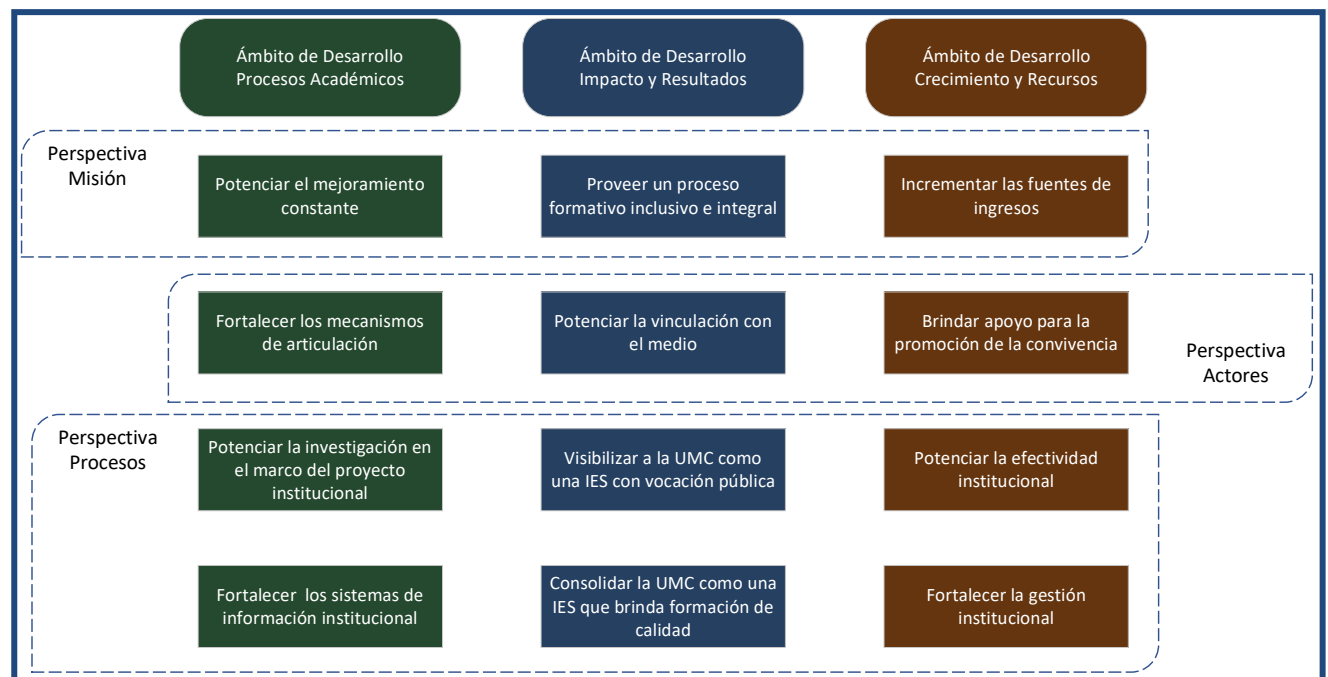 Ámbito de Desarrollo
Procesos Académicos
Ámbito de Desarrollo
Impacto y Resultados
Ámbito de Desarrollo
Crecimiento y Recursos
Perspectiva
Misión
Potenciar el mejoramiento
constante
Proveer un proceso
formativo inclusivo e integral
Incrementar las fuentes de
ingresos
Fortalecer los mecanismos
de articulación
Potenciar la vinculación con
el medio
Brindar apoyo para la
promoción de la convivencia
Perspectiva
Actores
Perspectiva
Procesos
Potenciar la investigación en
el marco del proyecto
institucional
Visibilizar a la UMC como
una IES con vocación pública
Potenciar la efectividad
institucional
Fortalecer los sistemas de
información institucional
Consolidar la UMC como una
IES que brinda formación de
calidad
Fortalecer la gestión
institucional